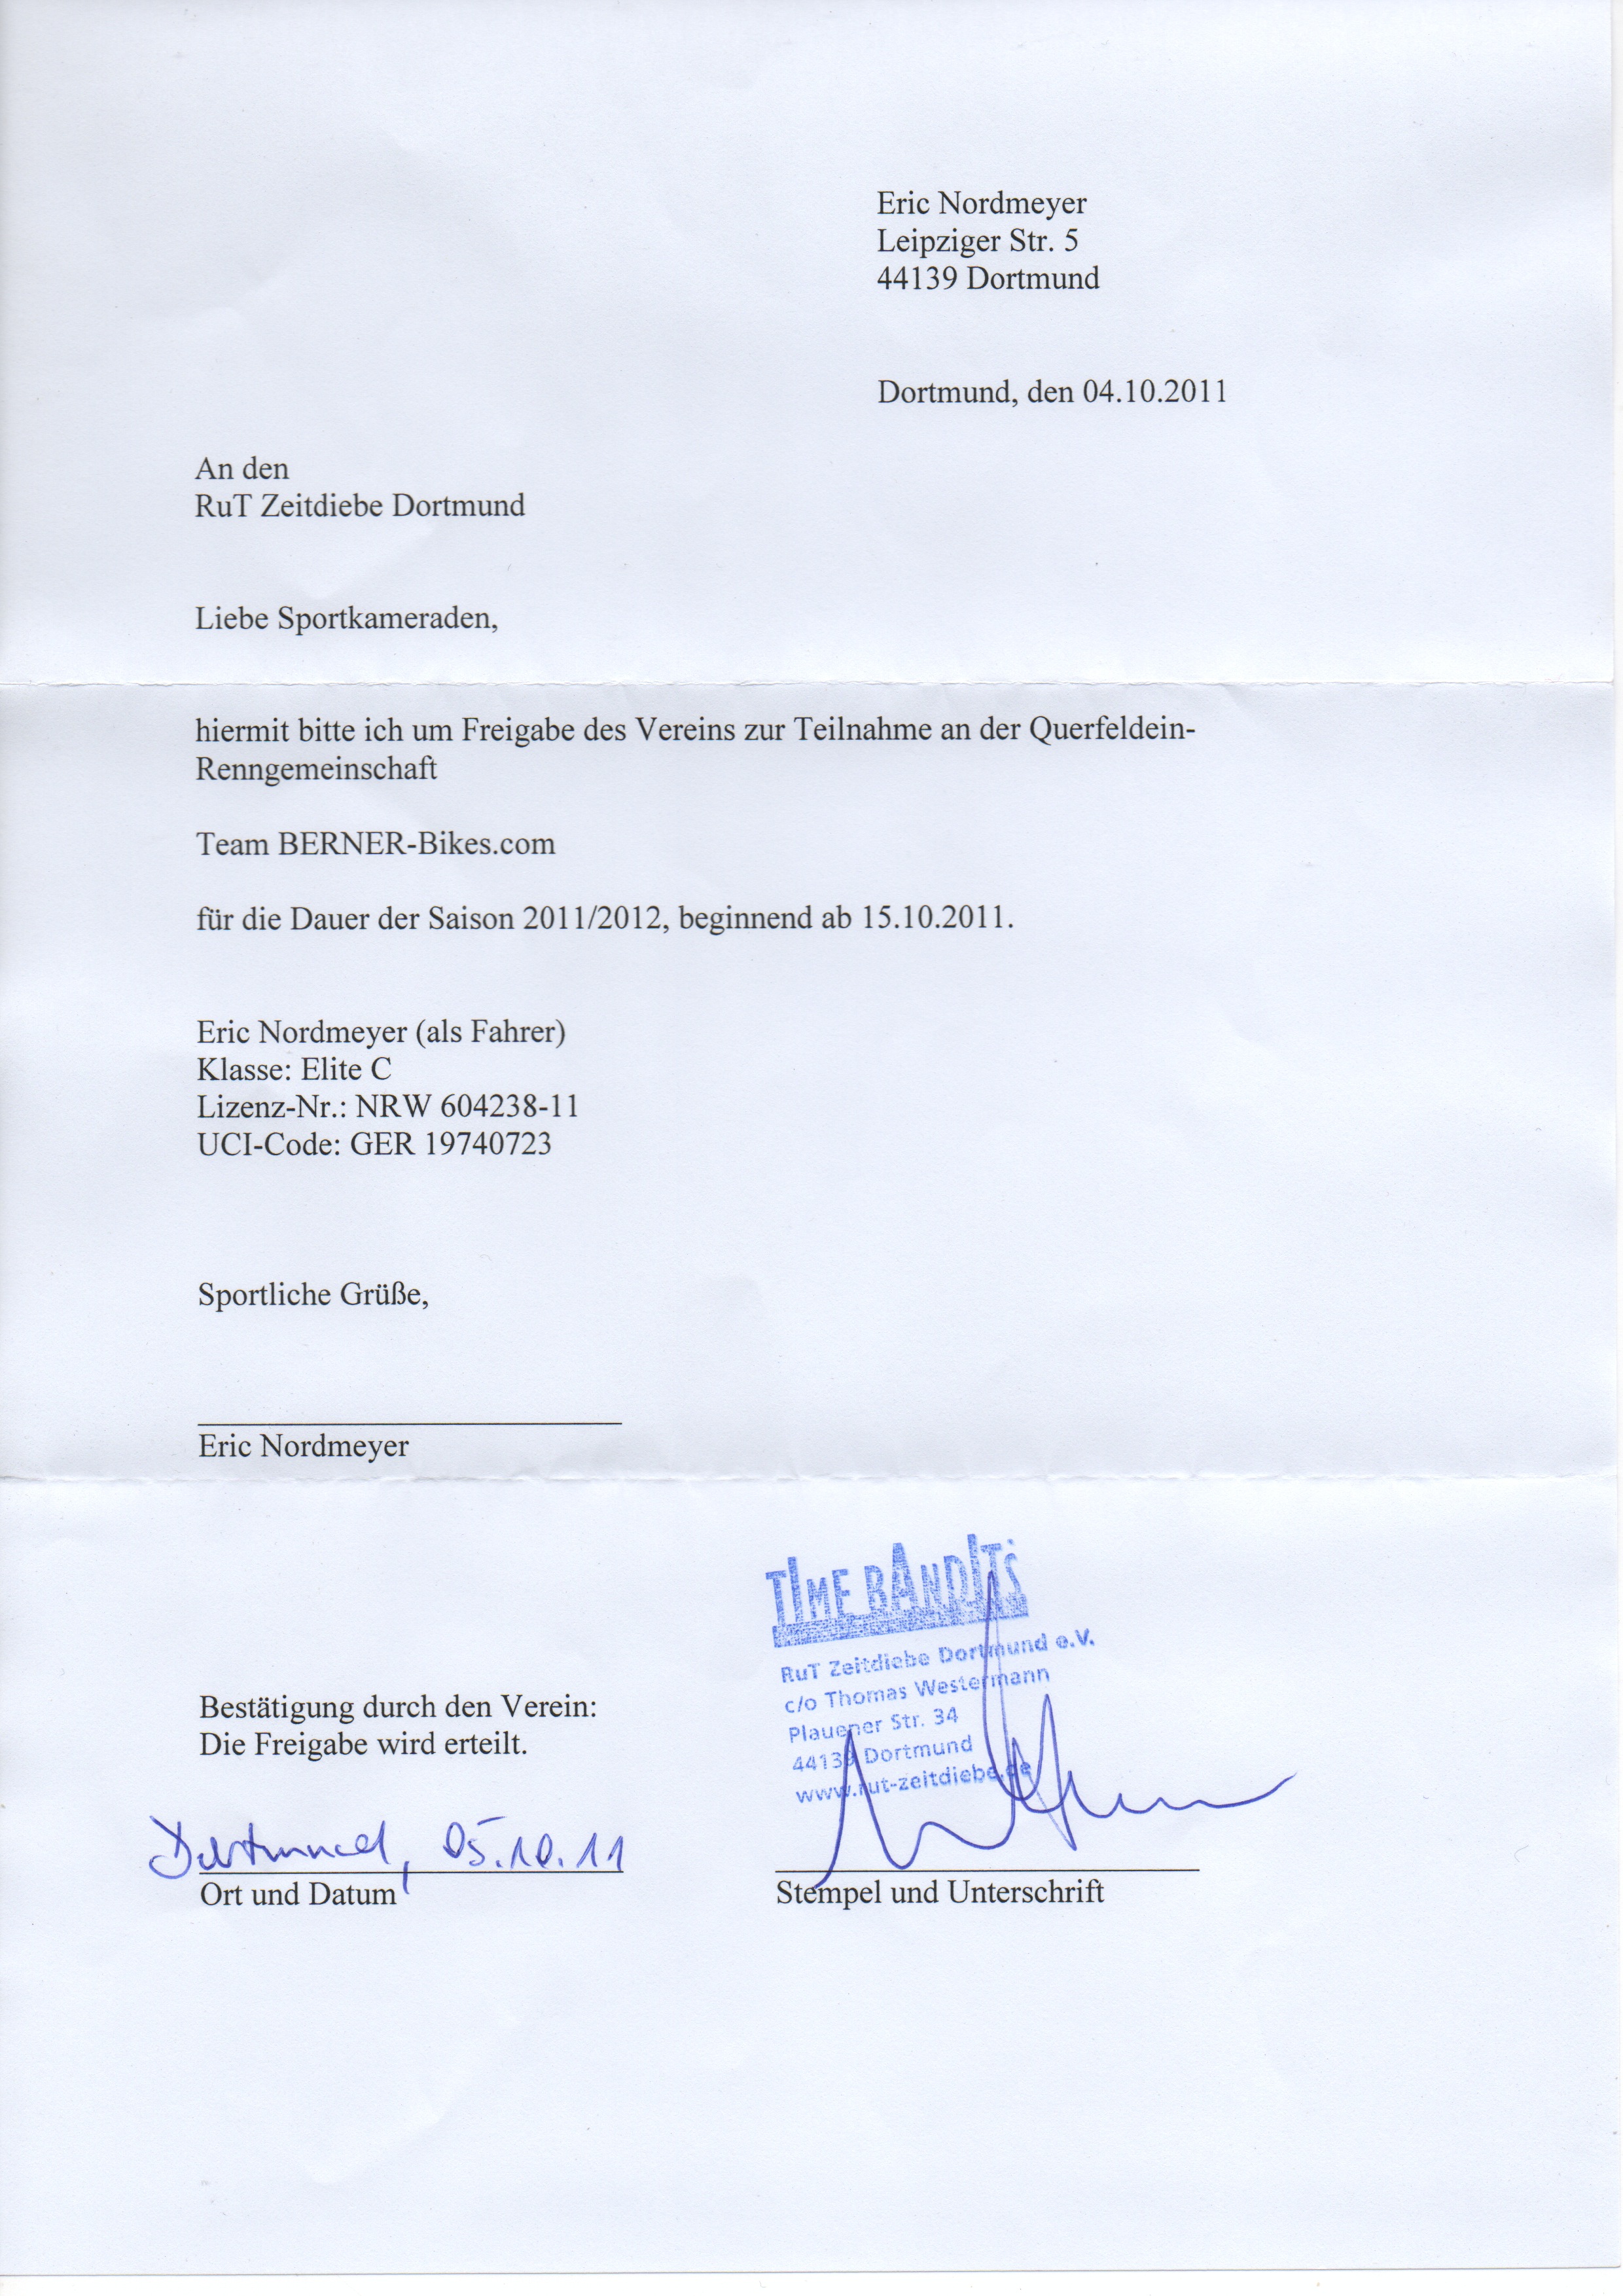 Eric Nordmeyer
Leipziger Str. 5
44139 Dortmund
Dortmund, den 04.10.2011
An den
RuT Zeitdiebe Dortmund
Liebe Sportkameraden,
hiermit bitte ich um Freigabe des Vereins zur Teilnahme an der Querfeldein-
Renngemeinschaft
Team BERNER-Bikes.com
für die Dauer der Saison 2011/2012, beginnend ab 15.10.2011.
Eric Nordmeyer (als Fahrer)
Klasse: Elite C
Lizenz-Nr.: NRW 604238-11
UCI-Code: GER 19740723
Sportliche Grüße,
Eric Nordmeyer
TIME BANDITS
RuT Zeitdiebe Dortmund e.V.
c/o Thomas Westermann
Plauener Str. 34
44139 Dortmund
www.rut-zeitdiebe.de
Bestätigung durch den Verein:
Die Freigabe wird erteilt.
Dortmund, 05.10.11
Ort und Datum
Stempel und Unterschrift